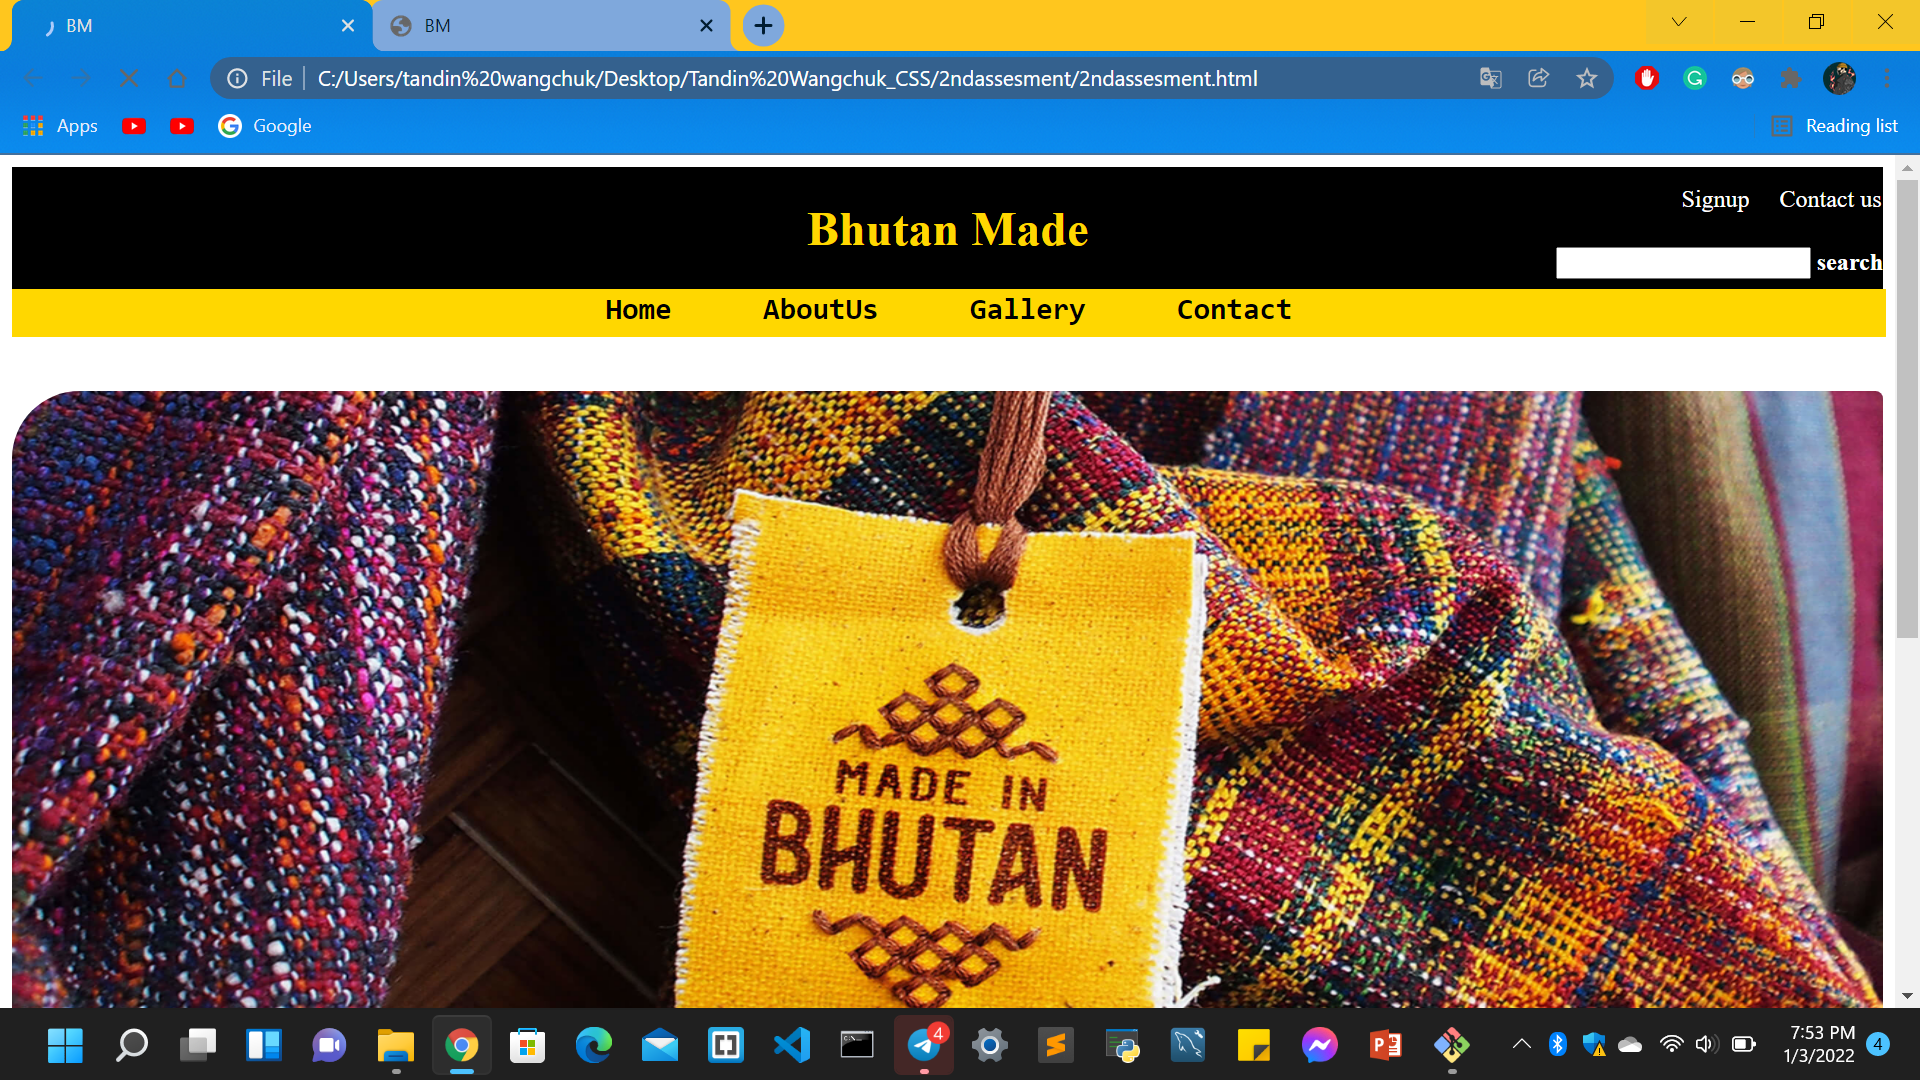 BM
BM
File
C:/Users/tandin%20wangchuk/Desktop/Tandin%20Wangchuk_CSS/2ndassesment/2ndassesment.html
Apps
Google
Reading list
Signup
Contact us
Bhutan Made
search
Home
AboutUs
Gallery
Contact
MADE IN
BHUTAN
4
7:53 PM
1/3/2022
4